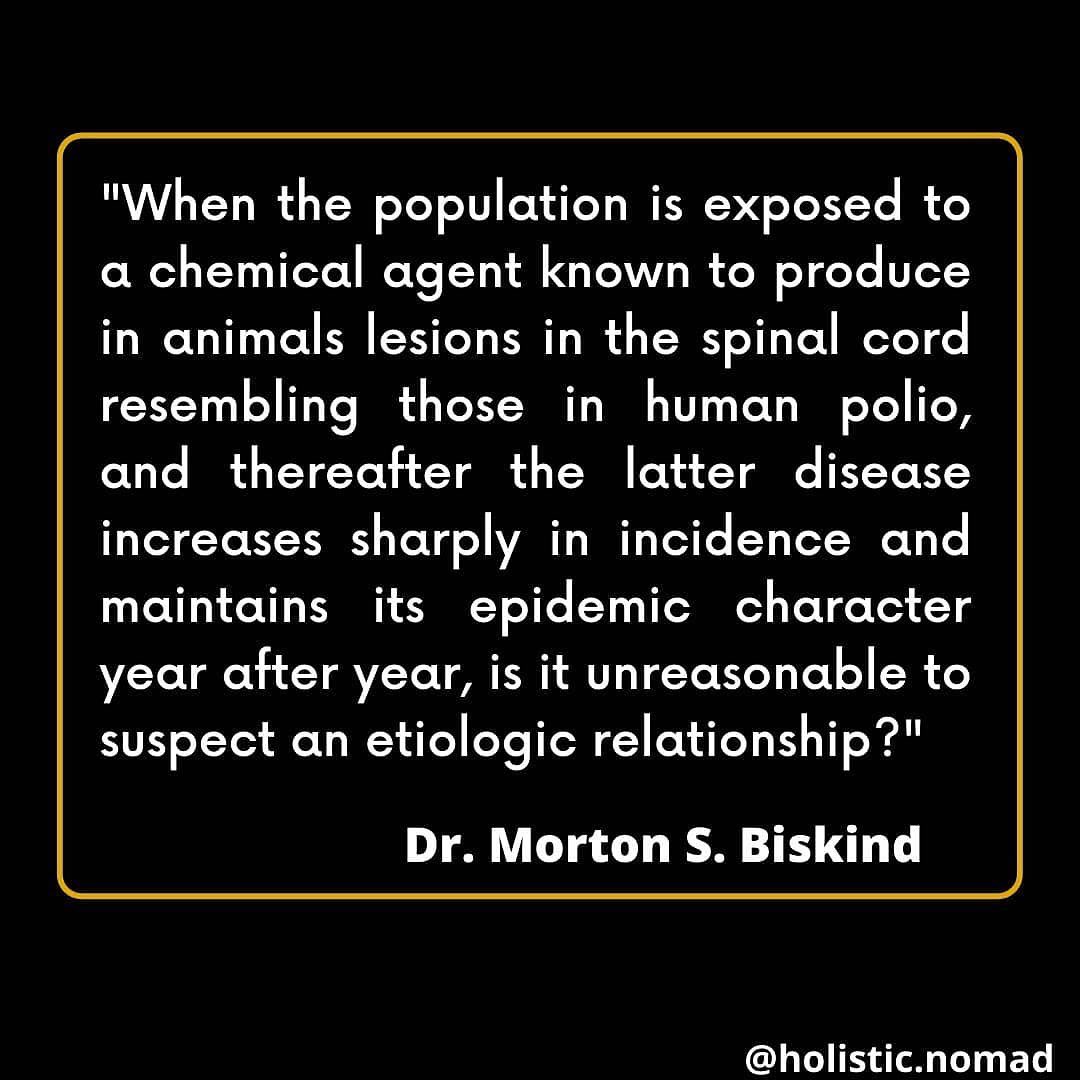 "When the population is exposed to
a chemical agent known to produce
in animals lesions in the spinal cord
resembling those in human polio,
and thereafter the latter disease
increases sharply in incidence and
maintains its epidemic character
year after year, is it unreasonable to
suspect an etiologic relationship?"
Dr. Morton S. Biskind
@holistic.nomad